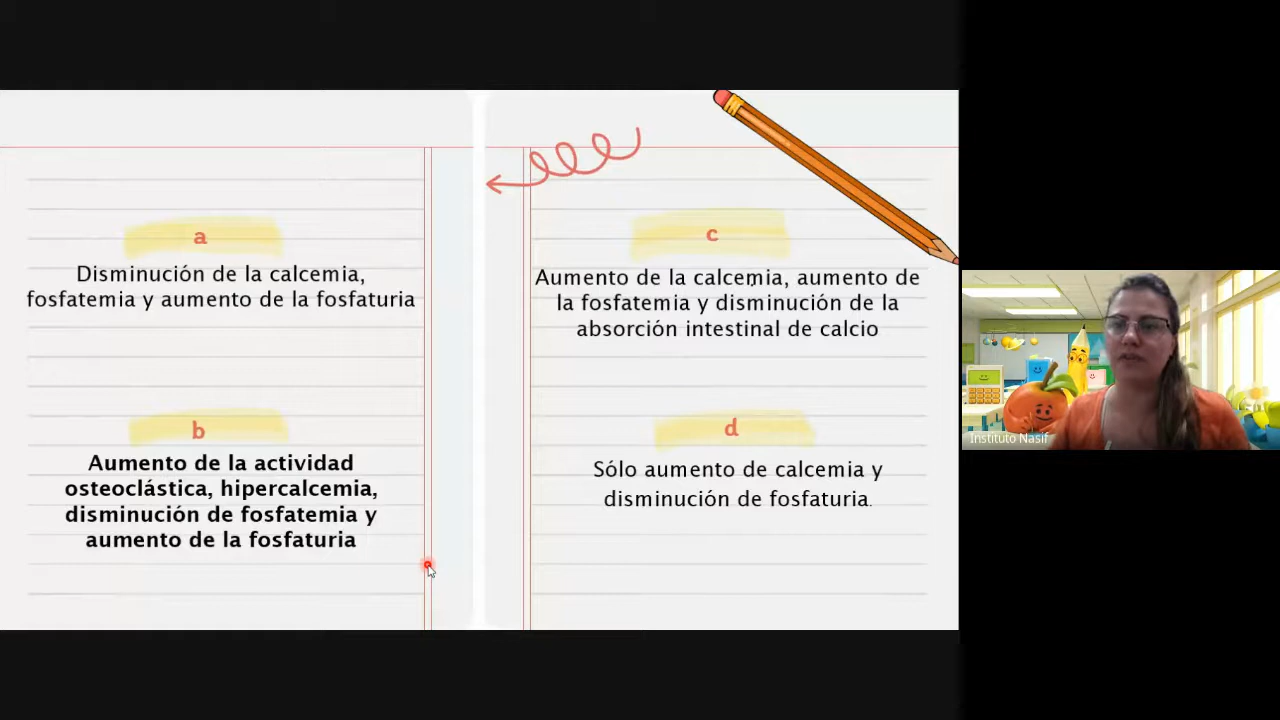 a
Disminución de la calcemia,
fosfatemia y aumento de la fosfaturia
b
Aumento de la actividad
osteoclástica, hipercalcemia,
disminución de fosfatemia y
aumento de la fosfaturia
c
Aumento de la calcemia, aumento de
la fosfatemia y disminución de la
absorción intestinal de calcio
d
Sólo aumento de calcemia y
disminución de fosfaturia.
Instituto Nasif